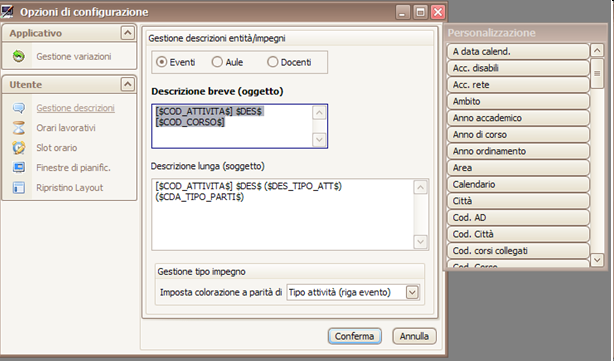 Opzioni di configurazione
Applicativo
Gestione variazioni
Utente
Gestione descrizioni
Orari lavorativi
Slot orario
Finestre di pianific.
Ripristino Layout
Gestione descrizioni entità/impegni
Eventi Aule Docenti
Descrizione breve (oggetto)
[$COD_ATTIVITA$] $DES$
[$COD_CORSO$]
Descrizione lunga (soggetto)
[$COD_ATTIVITA$] $DES$ ($DES_TIPO_ATT$)
($CDA_TIPO_PARTI$)
Gestione tipo impegno
Imposta colorazione a parità di Tipo attività (riga evento)
Conferma Annulla
Personalizzazione
A data calend.
Acc. disabili
Acc. rete
Ambito
Anno accademico
Anno di corso
Anno ordinamento
Area
Calendario
Città
Cod. AD
Cod. Città
Cod. corsi collegati
Cod. Corso